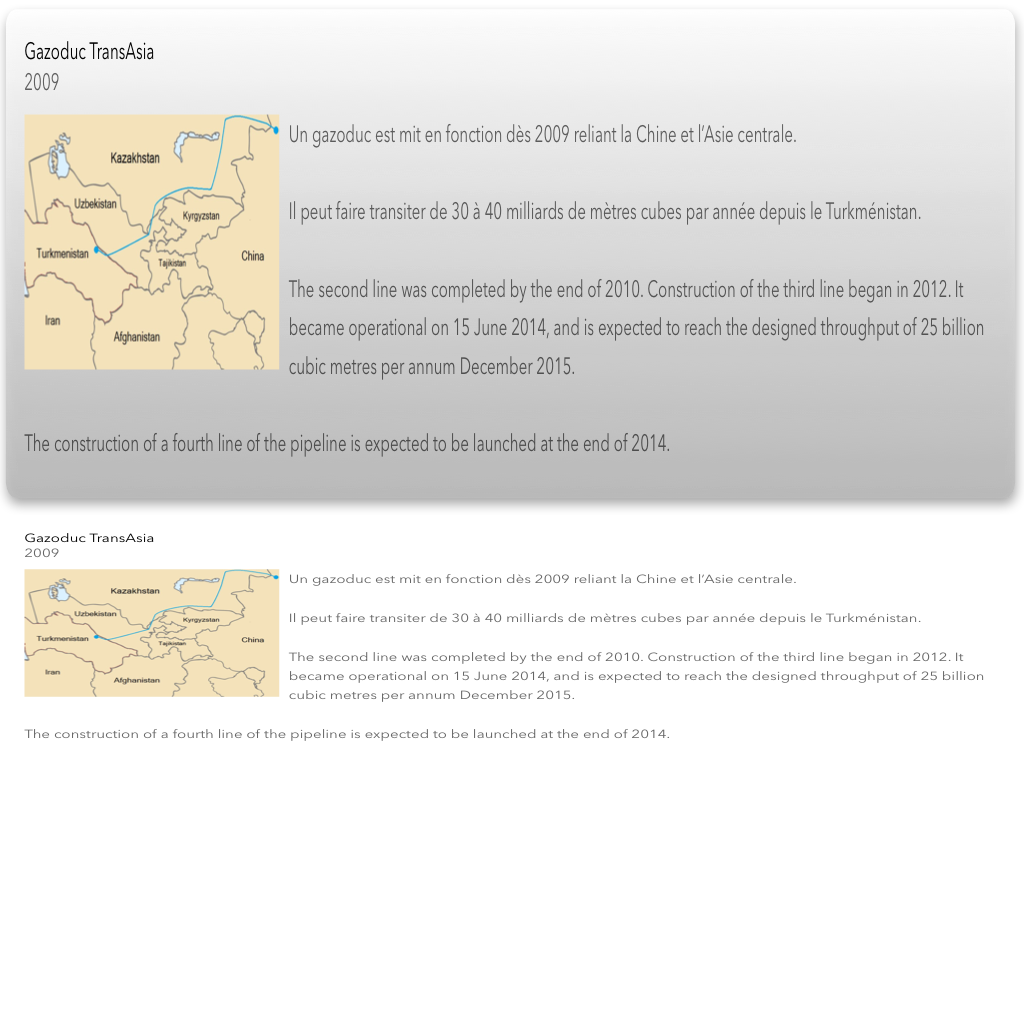 Gazoduc TransAsia
2009
Kazakhstan
Uzbekistan
Kyrgyzstan
Turkmenistan
Tajikistan
China
Iran
Afghanistan
Un gazoduc est mit en fonction dès 2009 reliant la Chine et l’Asie centrale.
Il peut faire transiter de 30 à 40 milliards de mètres cubes par année depuis le Turkménistan.
The second line was completed by the end of 2010. Construction of the third line began in 2012. It
became operational on 15 June 2014, and is expected to reach the designed throughput of 25 billion
cubic metres per annum December 2015.
The construction of a fourth line of the pipeline is expected to be launched at the end of 2014.
Gazoduc TransAsia
2009
Kazakhstan
Uzbekistan
Kyrgyzstan
Turkmenistan
Tajikistan
China
Iran
Afghanistan
Un gazoduc est mit en fonction dès 2009 reliant la Chine et l’Asie centrale.
Il peut faire transiter de 30 à 40 milliards de mètres cubes par année depuis le Turkménistan.
The second line was completed by the end of 2010. Construction of the third line began in 2012. It
became operational on 15 June 2014, and is expected to reach the designed throughput of 25 billion
cubic metres per annum December 2015.
The construction of a fourth line of the pipeline is expected to be launched at the end of 2014.